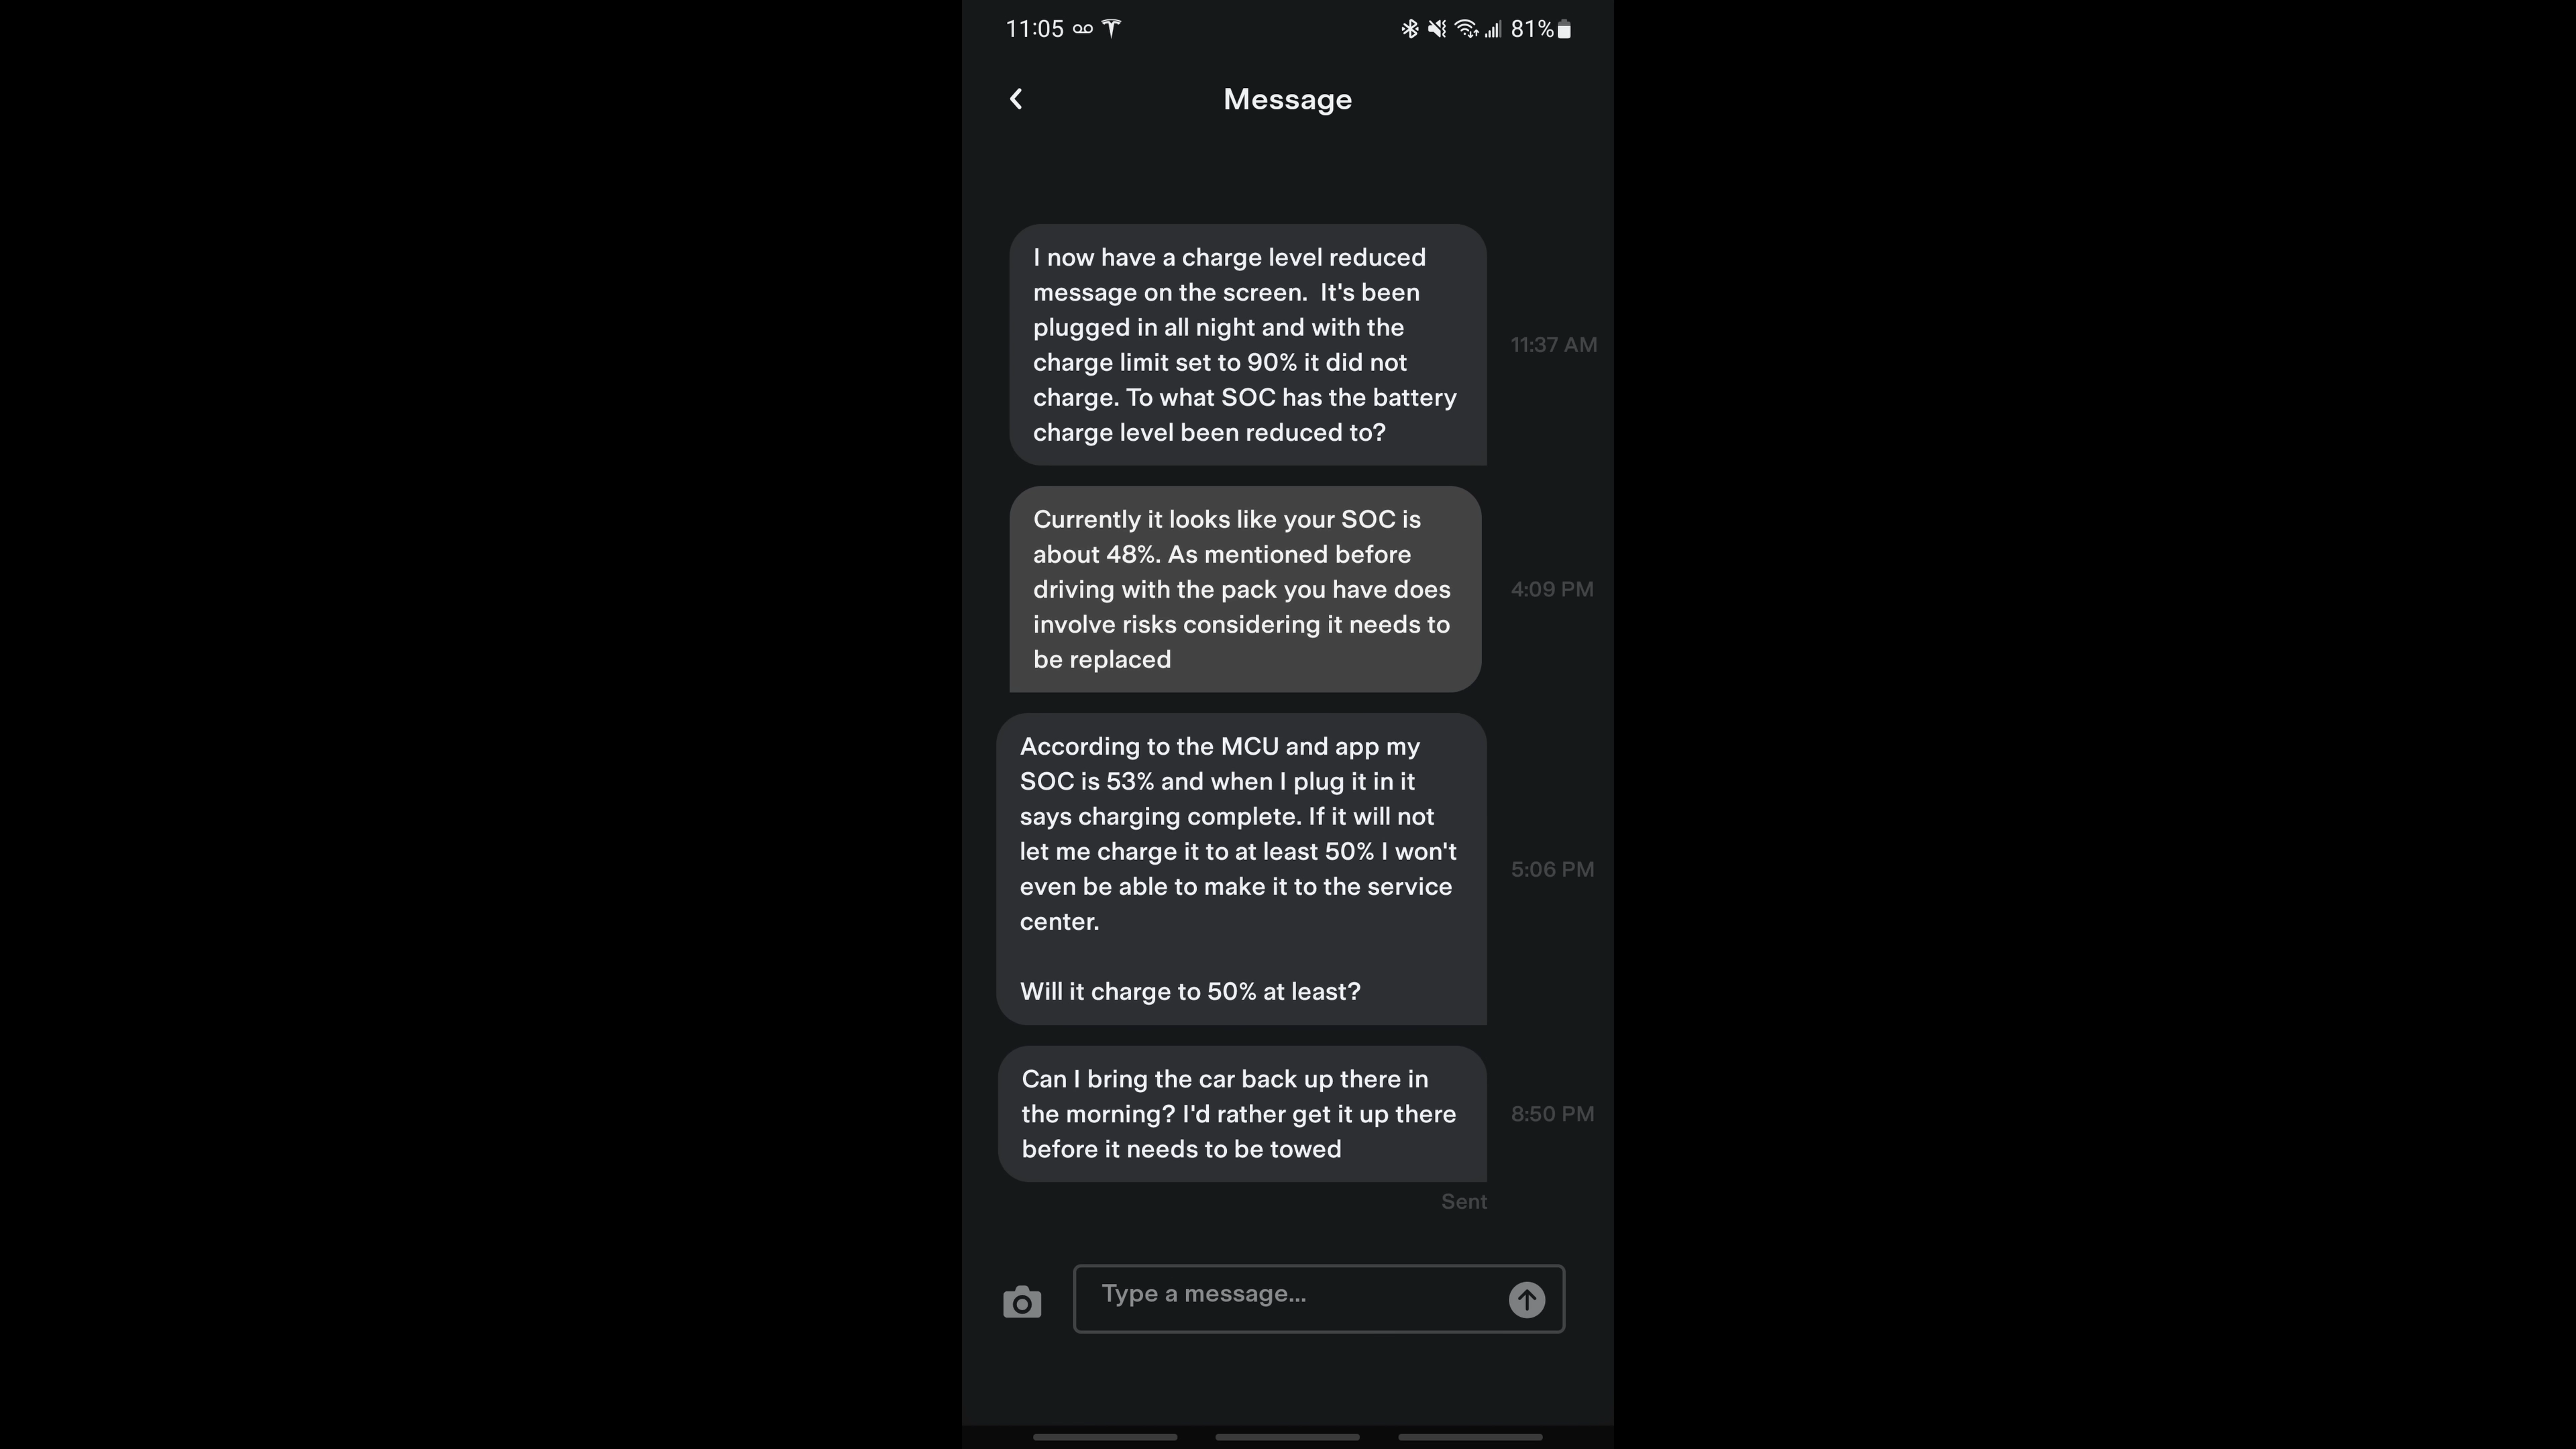 11:05 81%
Message
I now have a charge level reduced
message on the screen.  It's been
plugged in all night and with the
charge limit set to 90% it did not
charge. To what SOC has the battery
charge level been reduced to?
11:37 AM
Currently it looks like your SOC is
about 48%. As mentioned before
driving with the pack you have does
involve risks considering it needs to
be replaced
4:09 PM
According to the MCU and app my
SOC is 53% and when I plug it in it
says charging complete. If it will not
let me charge it to at least 50% I won't
even be able to make it to the service
center.
Will it charge to 50% at least?
5:06 PM
Can I bring the car back up there in
the morning? I'd rather get it up there
before it needs to be towed
8:50 PM
Sent
Type a message...